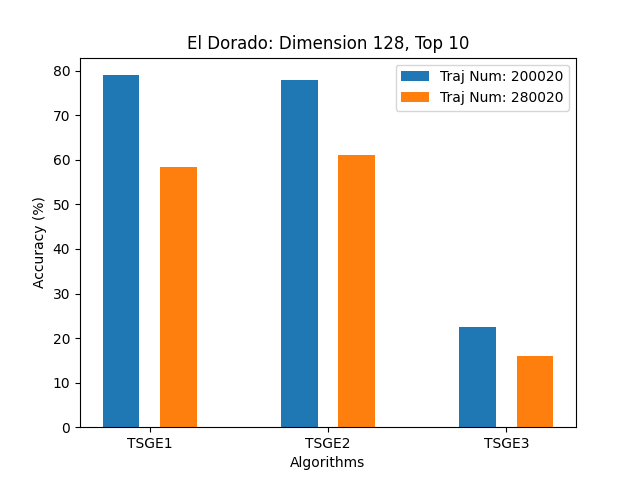 El Dorado: Dimension 128, Top 10
Traj Num: 200020
Traj Num: 280020
Accuracy (%)
80
70
60
50
40
30
20
10
0
TSGE1 TSGE2 TSGE3
Algorithms